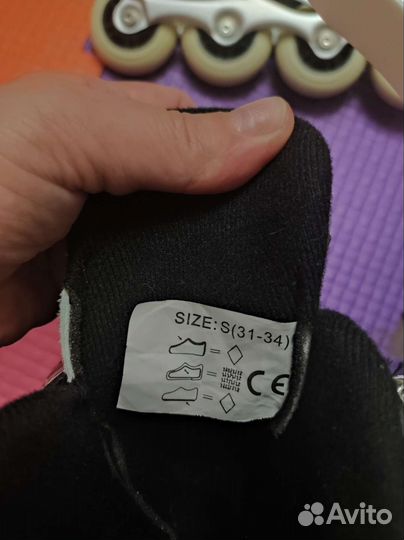 SIZE: S(31-34)
=
=
CE
=
Avito